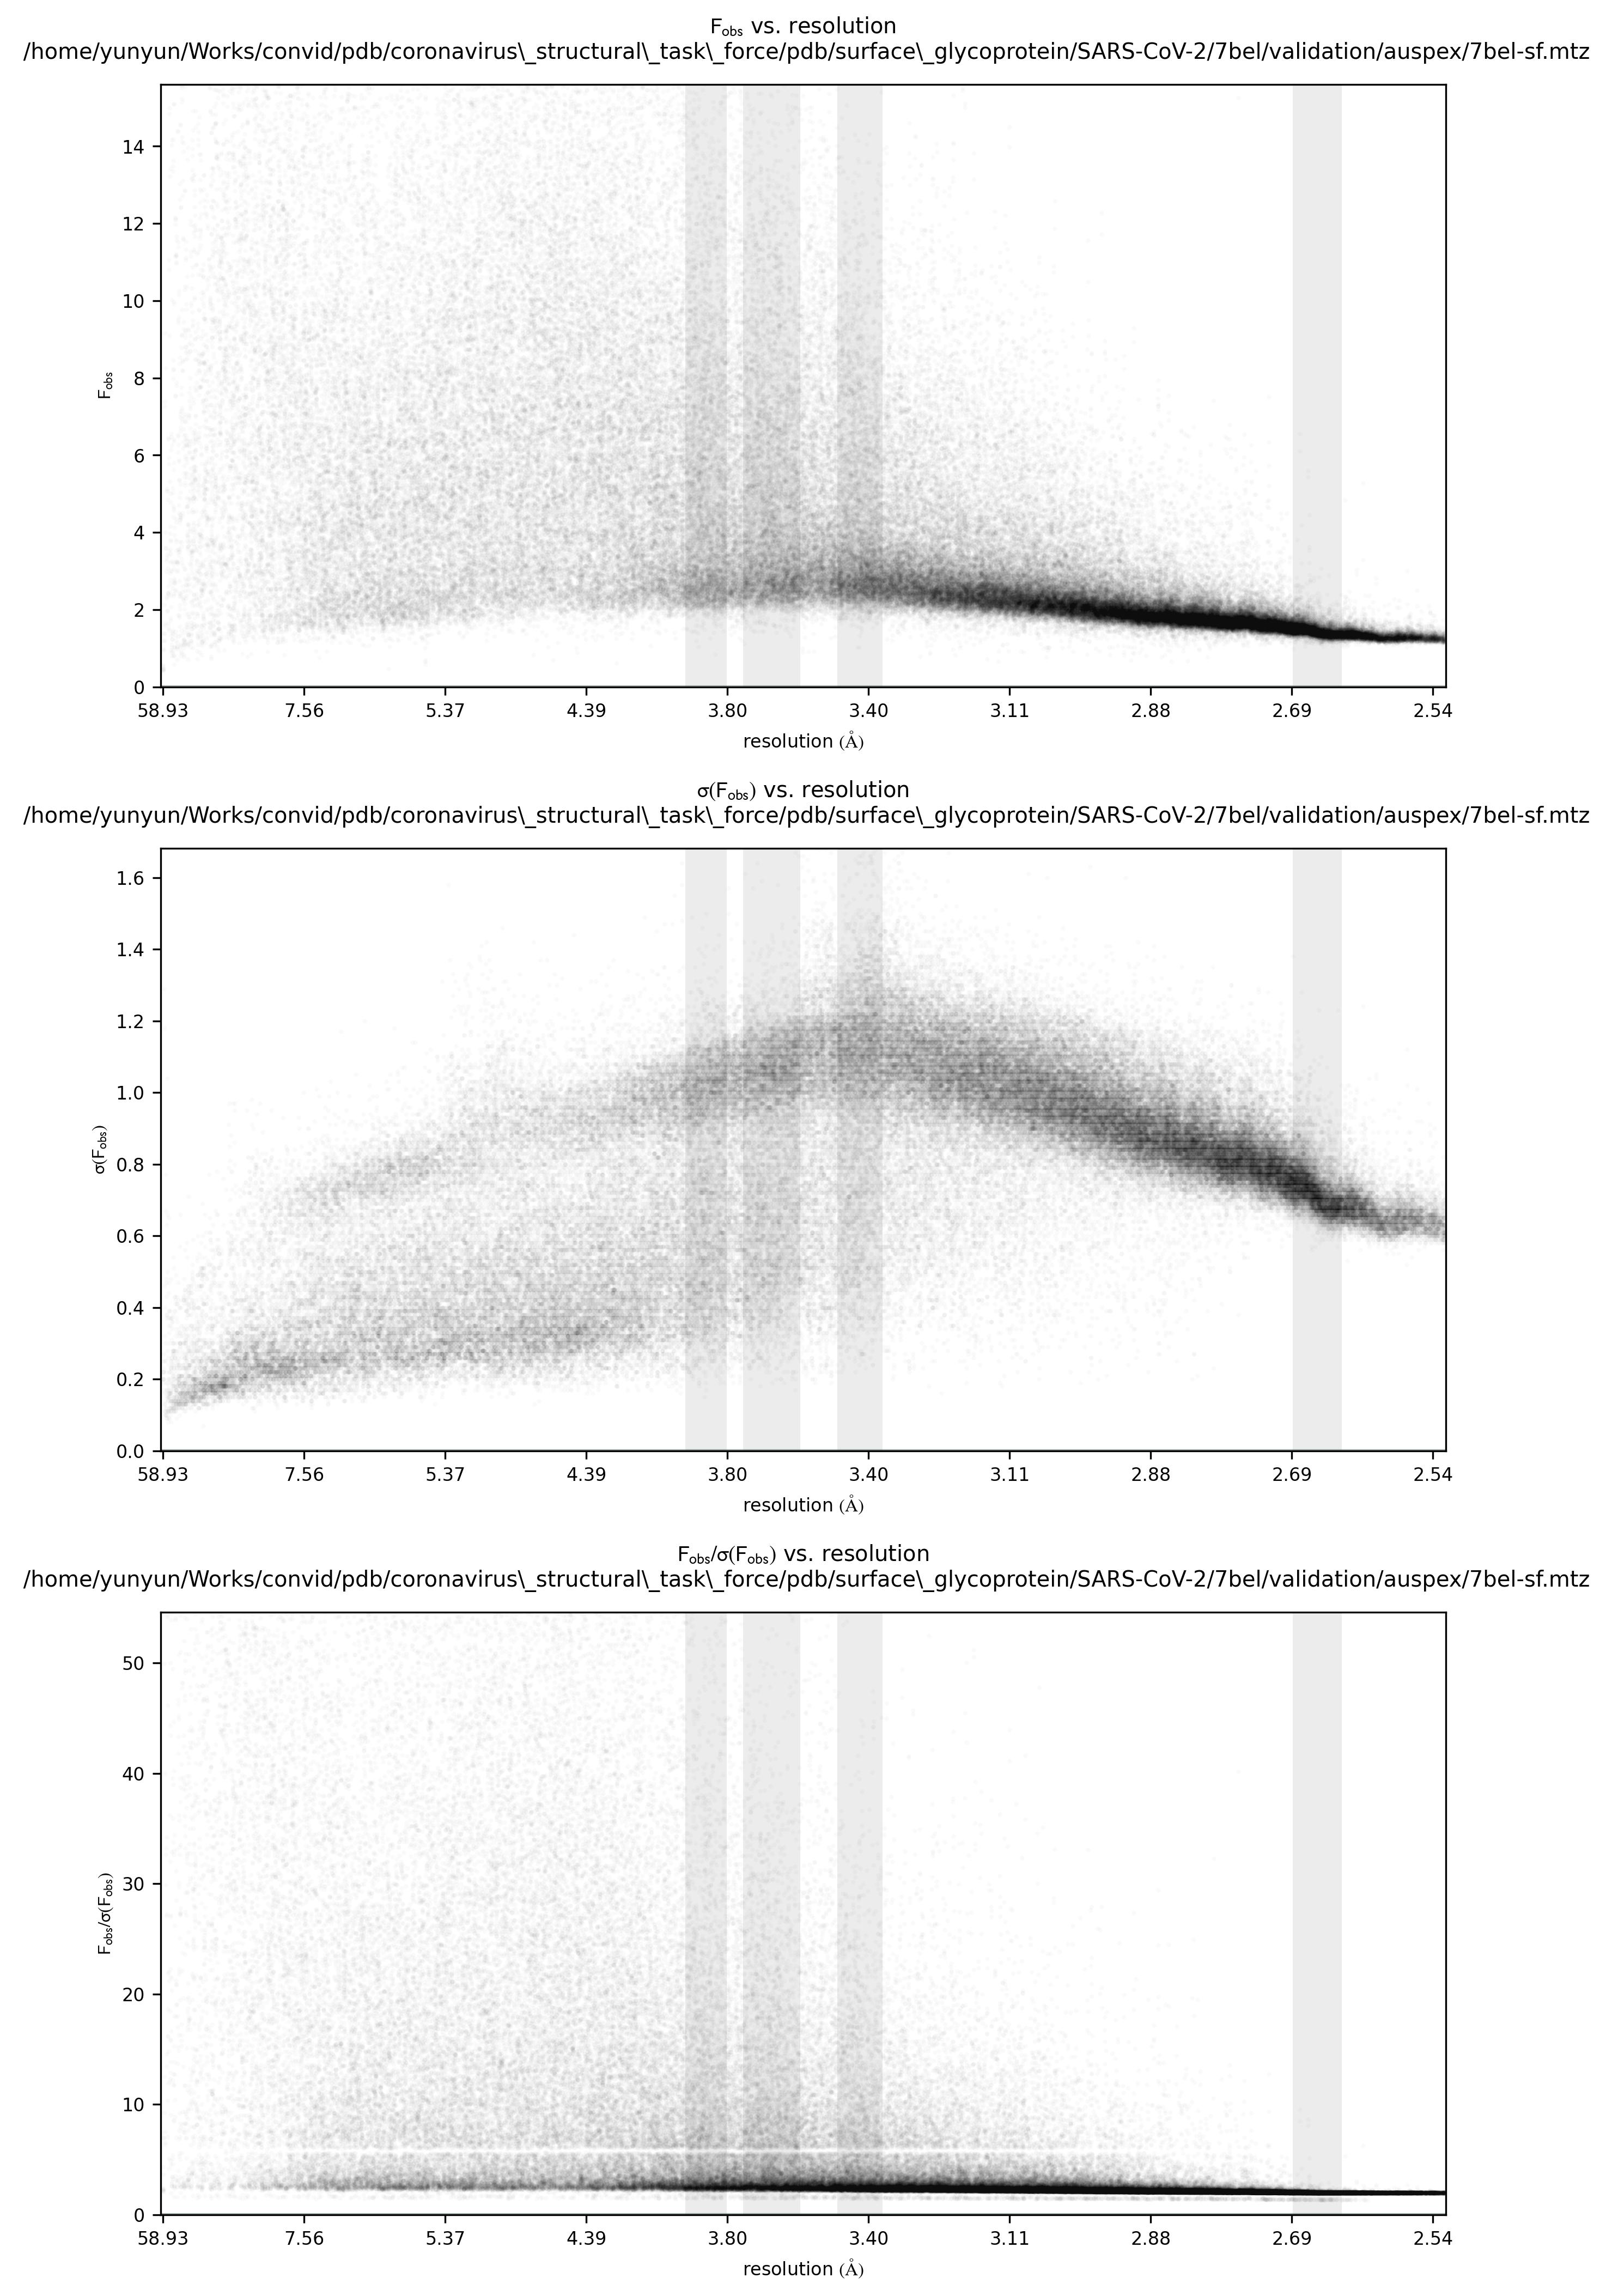 F_obs vs. resolution
/home/yunyun/Works/convid/pdb/coronavirus\_structural\_task\_force/pdb/surface\_glycoprotein/SARS-CoV-2/7bel/validation/auspex/7bel-sf.mtz
14
12
10
8
6
4
2
0
F_obs
58.93 7.56 5.37 4.39 3.80 3.40 3.11 2.88 2.69 2.54
resolution (Å)
σ(F_obs) vs. resolution
/home/yunyun/Works/convid/pdb/coronavirus\_structural\_task\_force/pdb/surface\_glycoprotein/SARS-CoV-2/7bel/validation/auspex/7bel-sf.mtz
1.6
1.4
1.2
1.0
0.8
0.6
0.4
0.2
0.0
σ(F_obs)
58.93 7.56 5.37 4.39 3.80 3.40 3.11 2.88 2.69 2.54
resolution (Å)
F_obs/σ(F_obs) vs. resolution
/home/yunyun/Works/convid/pdb/coronavirus\_structural\_task\_force/pdb/surface\_glycoprotein/SARS-CoV-2/7bel/validation/auspex/7bel-sf.mtz
50
40
30
20
10
0
F_obs/σ(F_obs)
58.93 7.56 5.37 4.39 3.80 3.40 3.11 2.88 2.69 2.54
resolution (Å)